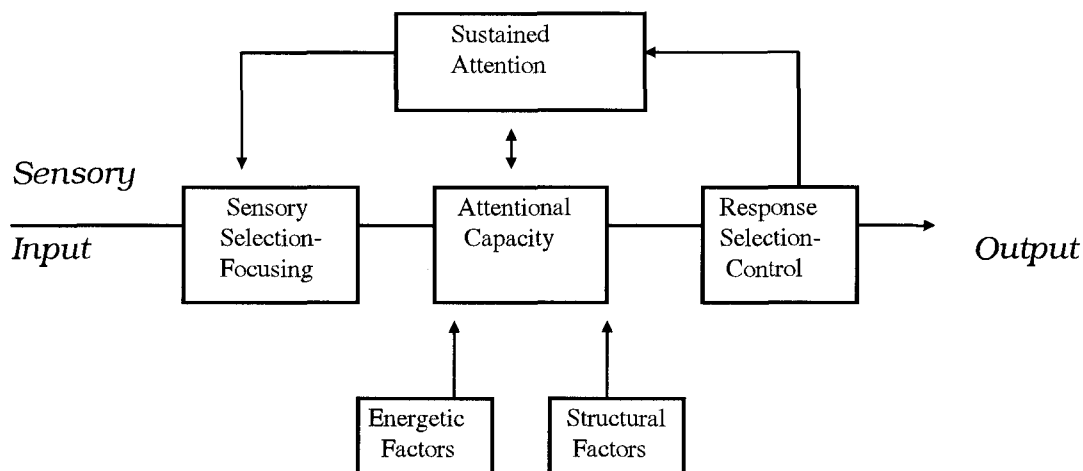 Sustained
Attention
Sensory
Input
Sensory
Selection-
Focusing
Attentional
Capacity
Response
Selection-
Control
Output
Energetic
Factors
Structural
Factors